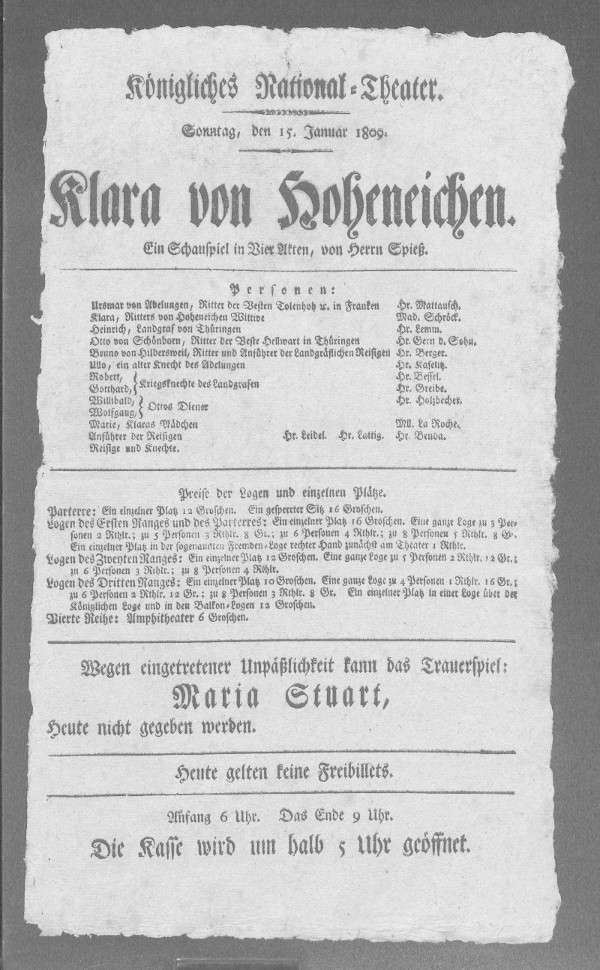 Königliches National-Theater.
Sonntag, den 15. Januar 1809.
Klara von Hoheneichen.
Ein Schauspiel in Vier Akten, von Herrn Spieß.
Personen:
Ursmar von Adelungen, Ritter der Vesten Tolenhoh ꝛc. in Franken Hr. Mattausch.
Klara, Ritters von Hoheneichen Wittwe Mad. Schröck.
Heinrich, Landgraf von Thüringen Hr. Lemm.
Otto von Schönborn, Ritter der Veste Hellwart in Thüringen Hr. Gern d. Sohn.
Bruno von Hildersweil, Ritter und Anführer der Landgräflichen Reisigen Hr. Berger.
Ullo, ein alter Knecht des Adelungen Hr. Kaselitz.
Robert, Hr. Bessel.
Gotthard, Kriegsknechte des Landgrafen Hr. Greibe.
Willibald, Hr. Holzbecher.
Wolfgang, Ottos Diener
Marie, Klaras Mädchen Mll. La Roche.
Anführer der Reisigen Hr. Leidel. Hr. Lattig. Hr. Benda.
Reisige und Knechte.
Preise der Logen und einzelnen Plätze.
Parterre: Ein einzelner Platz 12 Groschen. Ein gesperrter Sitz 16 Groschen.
Logen des Ersten Ranges und des Parterres: Ein einzelner Platz 16 Groschen. Eine ganze Loge zu 3 Per-
sonen 2 Rthlr.; zu 5 Personen 3 Rthlr. 8 Gr.; zu 6 Personen 4 Rthlr.; zu 8 Personen 5 Rthlr. 8 Gr.
Ein einzelner Platz in der sogenannten Fremden-Loge rechter Hand zunächst am Theater 1 Rthlr.
Logen des Zweyten Ranges: Ein einzelner Platz 12 Groschen. Eine ganze Loge zu 5 Personen 2 Rthlr. 12 Gr.;
zu 6 Personen 3 Rthlr.; zu 8 Personen 4 Rthlr.
Logen des Dritten Ranges: Ein einzelner Platz 10 Groschen. Eine ganze Loge zu 4 Personen 1 Rthlr. 16 Gr.;
zu 6 Personen 2 Rthlr. 12 Gr.; zu 8 Personen 3 Rthlr. 8 Gr. Ein einzelner Platz in einer Loge über der
Königlichen Loge und in den Balkon-Logen 12 Groschen.
Vierte Reihe: Amphitheater 6 Groschen.
Wegen eingetretener Unpäßlichkeit kann das Trauerspiel:
Maria Stuart,
Heute nicht gegeben werden.
Heute gelten keine Freibillets.
Anfang 6 Uhr. Das Ende 9 Uhr.
Die Kasse wird um halb 5 Uhr geöffnet.